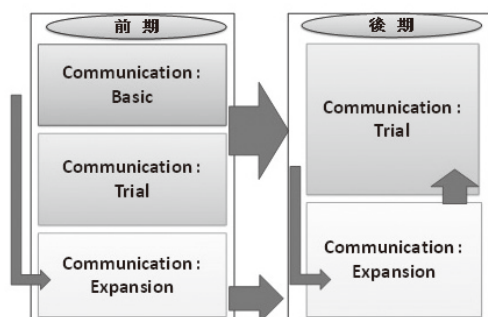 前期
Communication :
Basic
Communication :
Trial
Communication :
Expansion
後期
Communication :
Trial
Communication :
Expansion